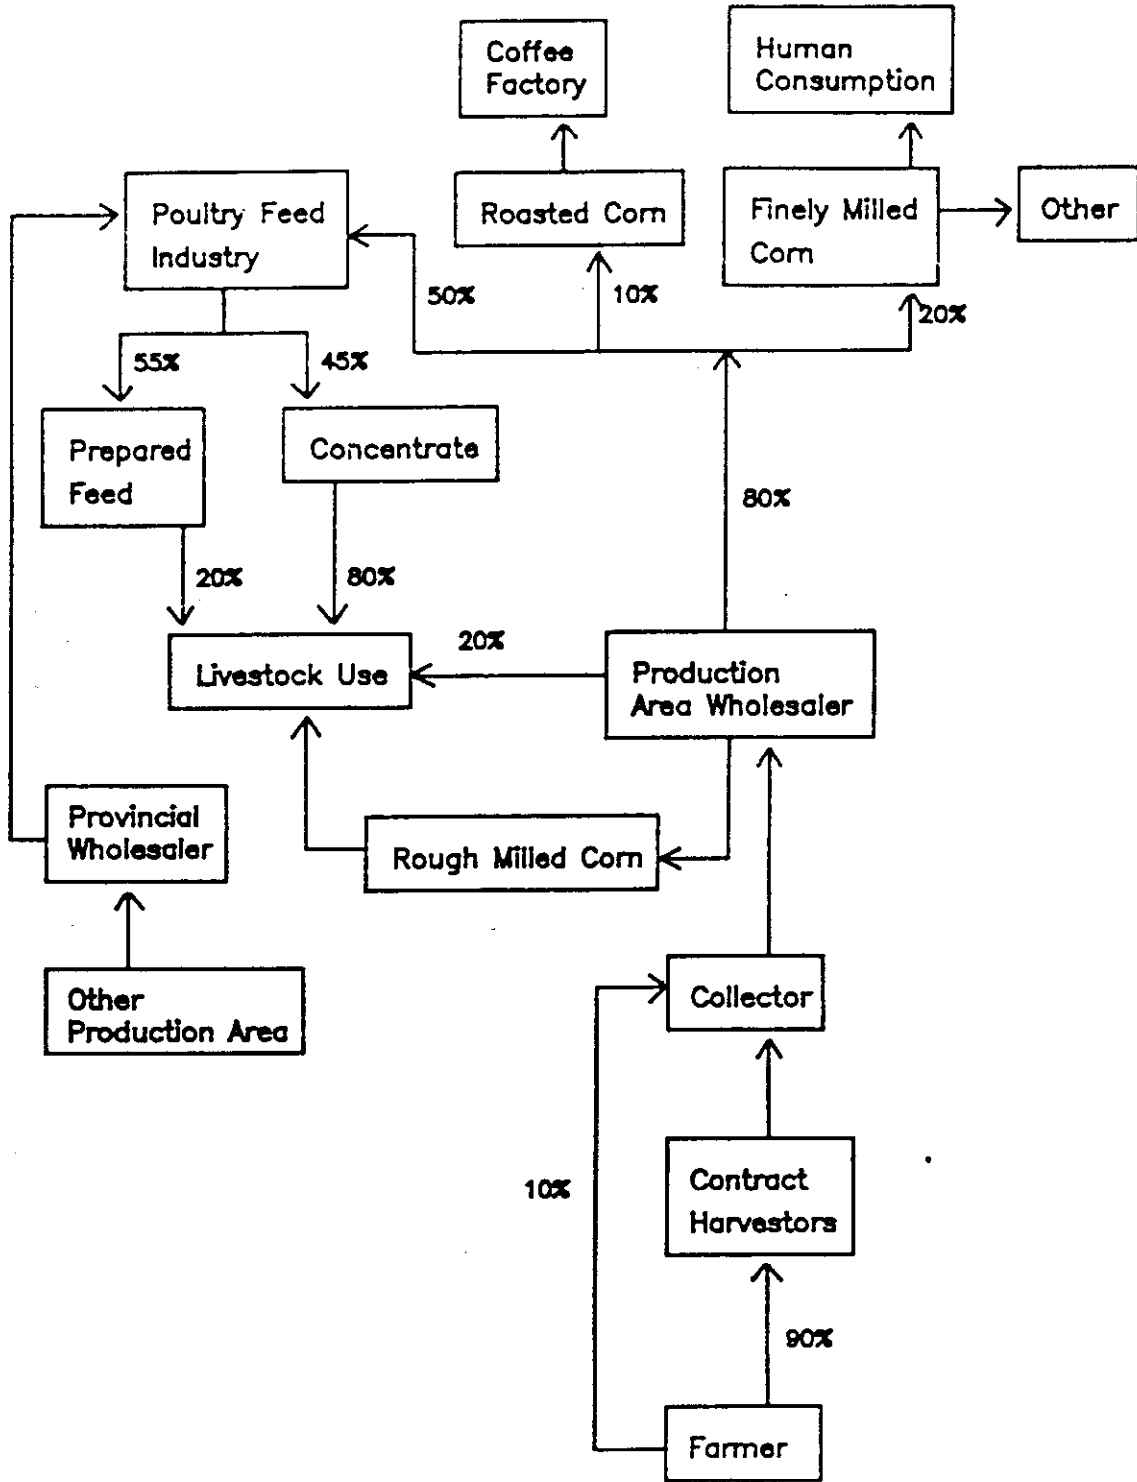 Coffee
Factory
Human
Consumption
Poultry Feed
Industry
Roasted Corn
Finely Milled
Corn
Other
50%
10%
20%
55%
45%
Prepared
Feed
Concentrate
80%
20%
80%
Livestock Use
20%
Production
Area Wholesaler
Provincial
Wholesaler
Rough Milled Corn
Other
Production Area
Collector
10%
Contract
Harvestors
90%
Farmer